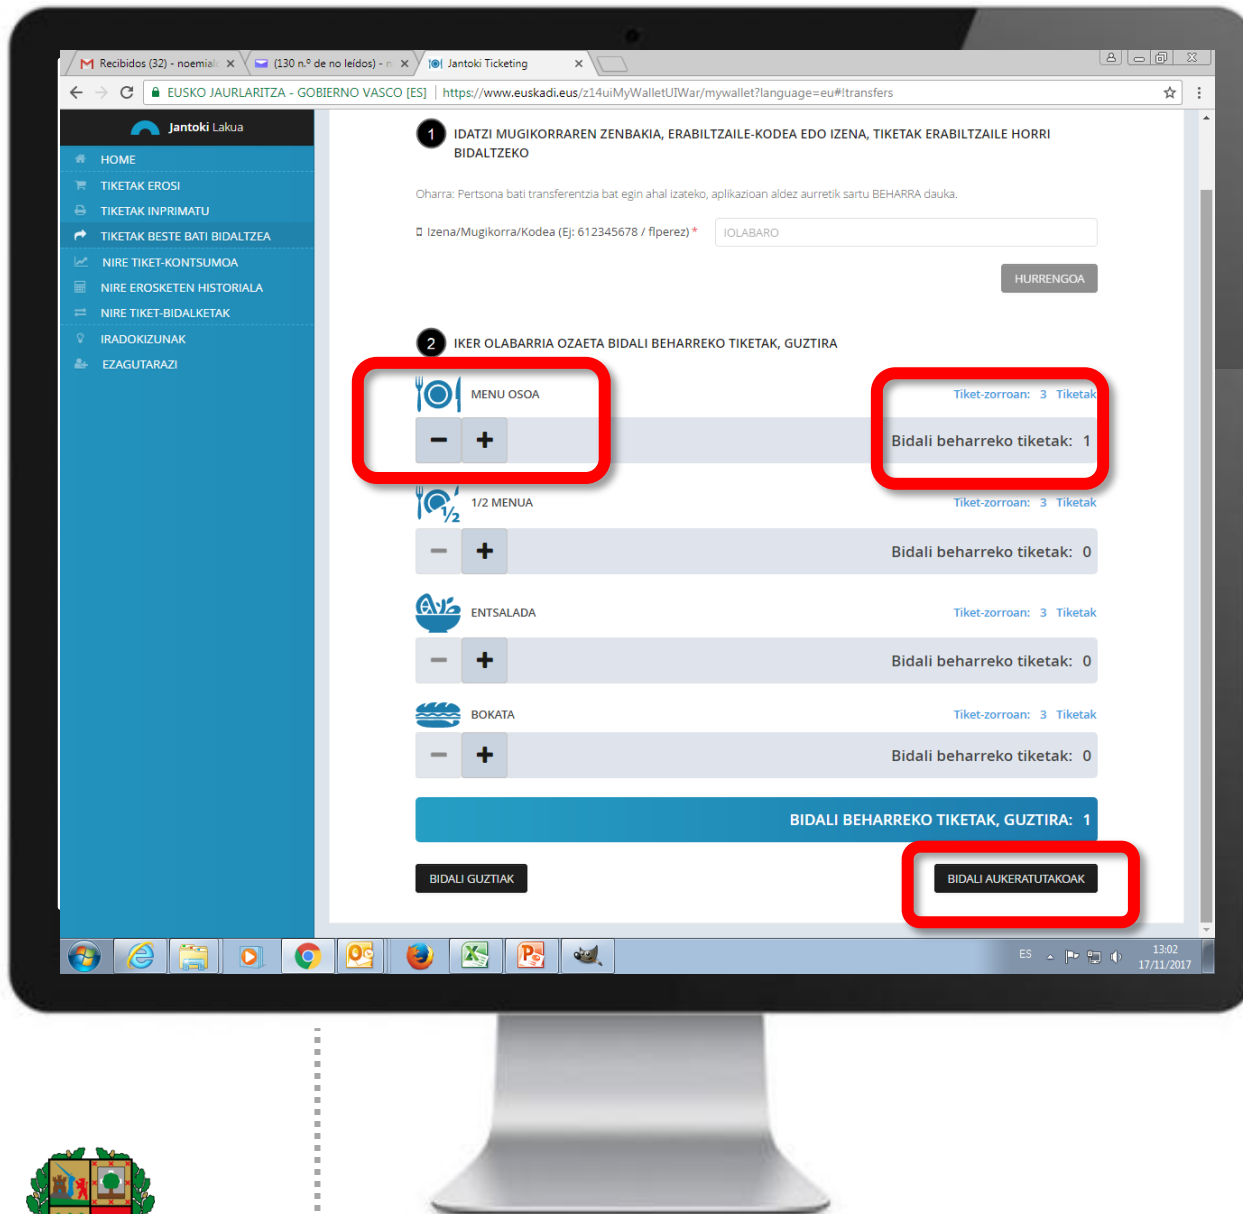 Recibidos (32) - noemial
(130 n.º de no leídos) - n
Jantoki Ticketing
EUSKO JAURLARITZA - GOBIERNO VASCO [ES] | https://www.euskadi.eus/z14uiMyWalletUIWar/mywallet?language=eu#!transfers
Jantoki Lakua
HOME
TIKETAK EROSI
TIKETAK INPRIMATU
TIKETAK BESTE BATI BIDALTZEA
NIRE TIKET-KONTSUMOA
NIRE EROSKETEN HISTORIALA
NIRE TIKET-BIDALKETAK
IRADOKIZUNAK
EZAGUTARAZI
1 IDATZI MUGIKORRAREN ZENBAKIA, ERABILTZAILE-KODEA EDO IZENA, TIKETAK ERABILTZAILE HORRI
BIDALTZEKO
Oharra: Pertsona bati transferentzia bat egin ahal izateko, aplikazioan aldez aurretik sartu BEHARRA dauka.
Izena/Mugikorra/Kodea (Ej: 612345678 / flperez) * IOLABARO
HURRENGOA
2 IKER OLABARRIA OZAETA BIDALI BEHARREKO TIKETAK, GUZTIRA
MENU OSOA Tiket-zorroan: 3 Tiketak
− + Bidali beharreko tiketak: 1
1/2 1/2 MENUA Tiket-zorroan: 3 Tiketak
− + Bidali beharreko tiketak: 0
ENTSALADA Tiket-zorroan: 3 Tiketak
− + Bidali beharreko tiketak: 0
BOKATA Tiket-zorroan: 3 Tiketak
− + Bidali beharreko tiketak: 0
BIDALI BEHARREKO TIKETAK, GUZTIRA: 1
BIDALI GUZTIAK BIDALI AUKERATUTAKOAK
ES 13:02
17/11/2017